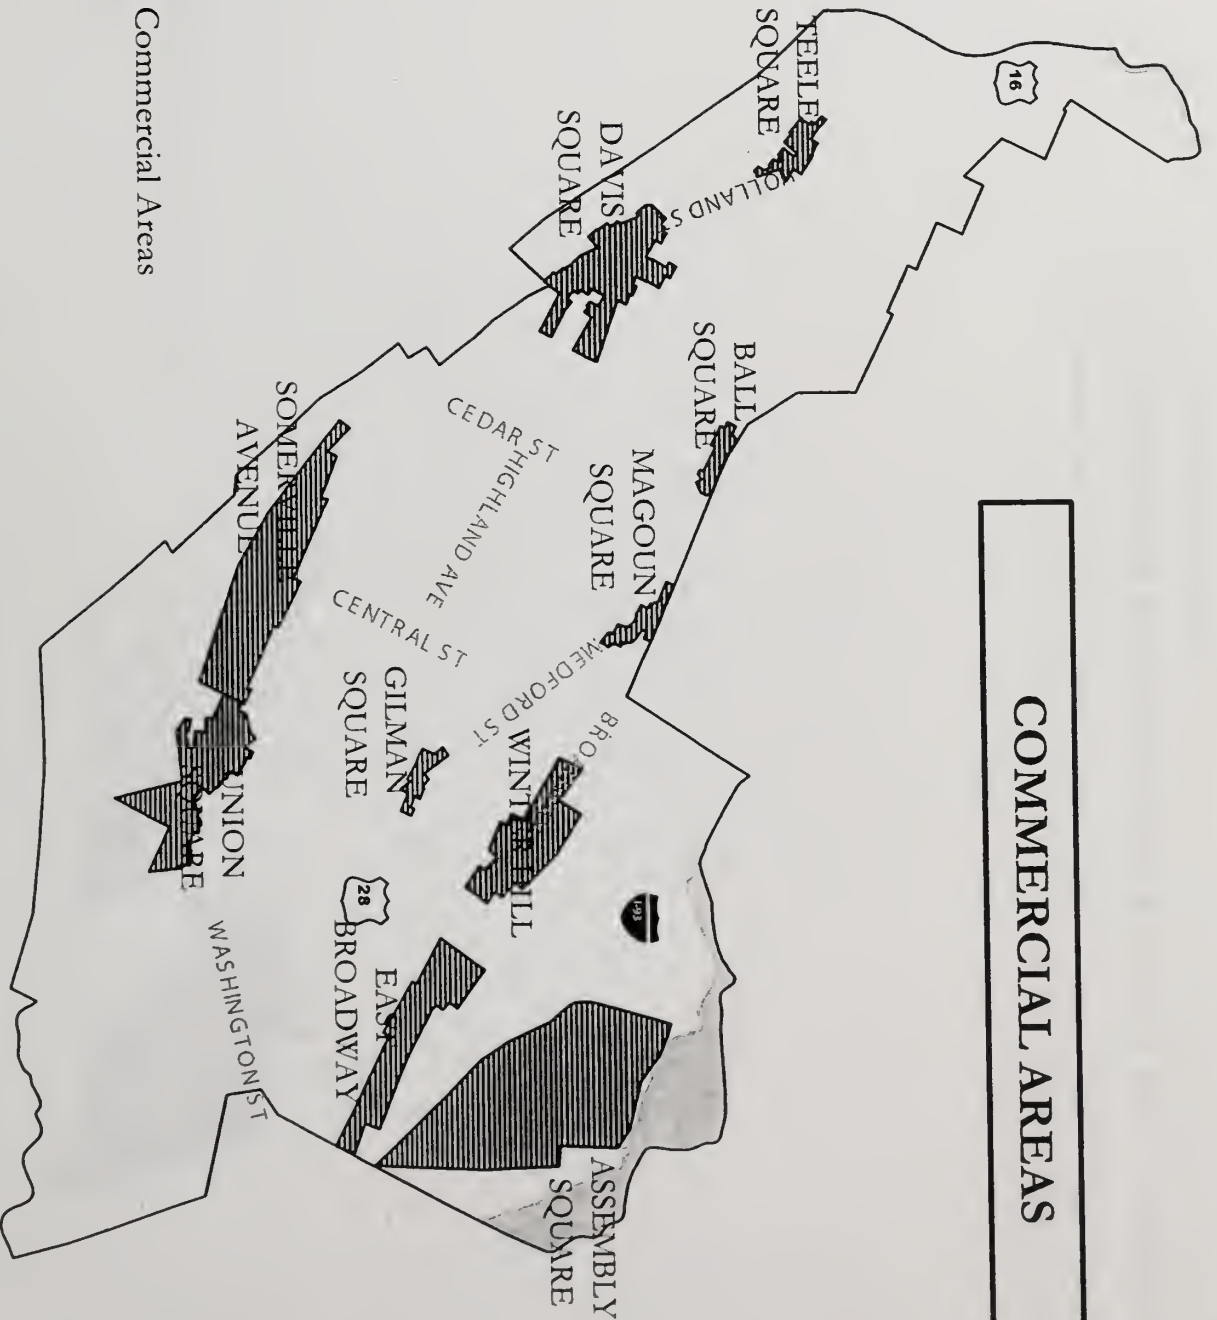 COMMERCIAL AREAS
16
TEELE
SQUARE
HOLLAND ST
DAVIS
SQUARE
BALL
SQUARE
MAGOUN
SQUARE
CEDAR ST
HIGHLAND AVE
CENTRAL ST
MEDFORD ST
BRO
SOMERVILLE
AVENUE
GILMAN
SQUARE
WINTER HILL
I-93
28
UNION
SQUARE
EAST
BROADWAY
WASHINGTON ST
ASSEMBLY
SQUARE
Commercial Areas